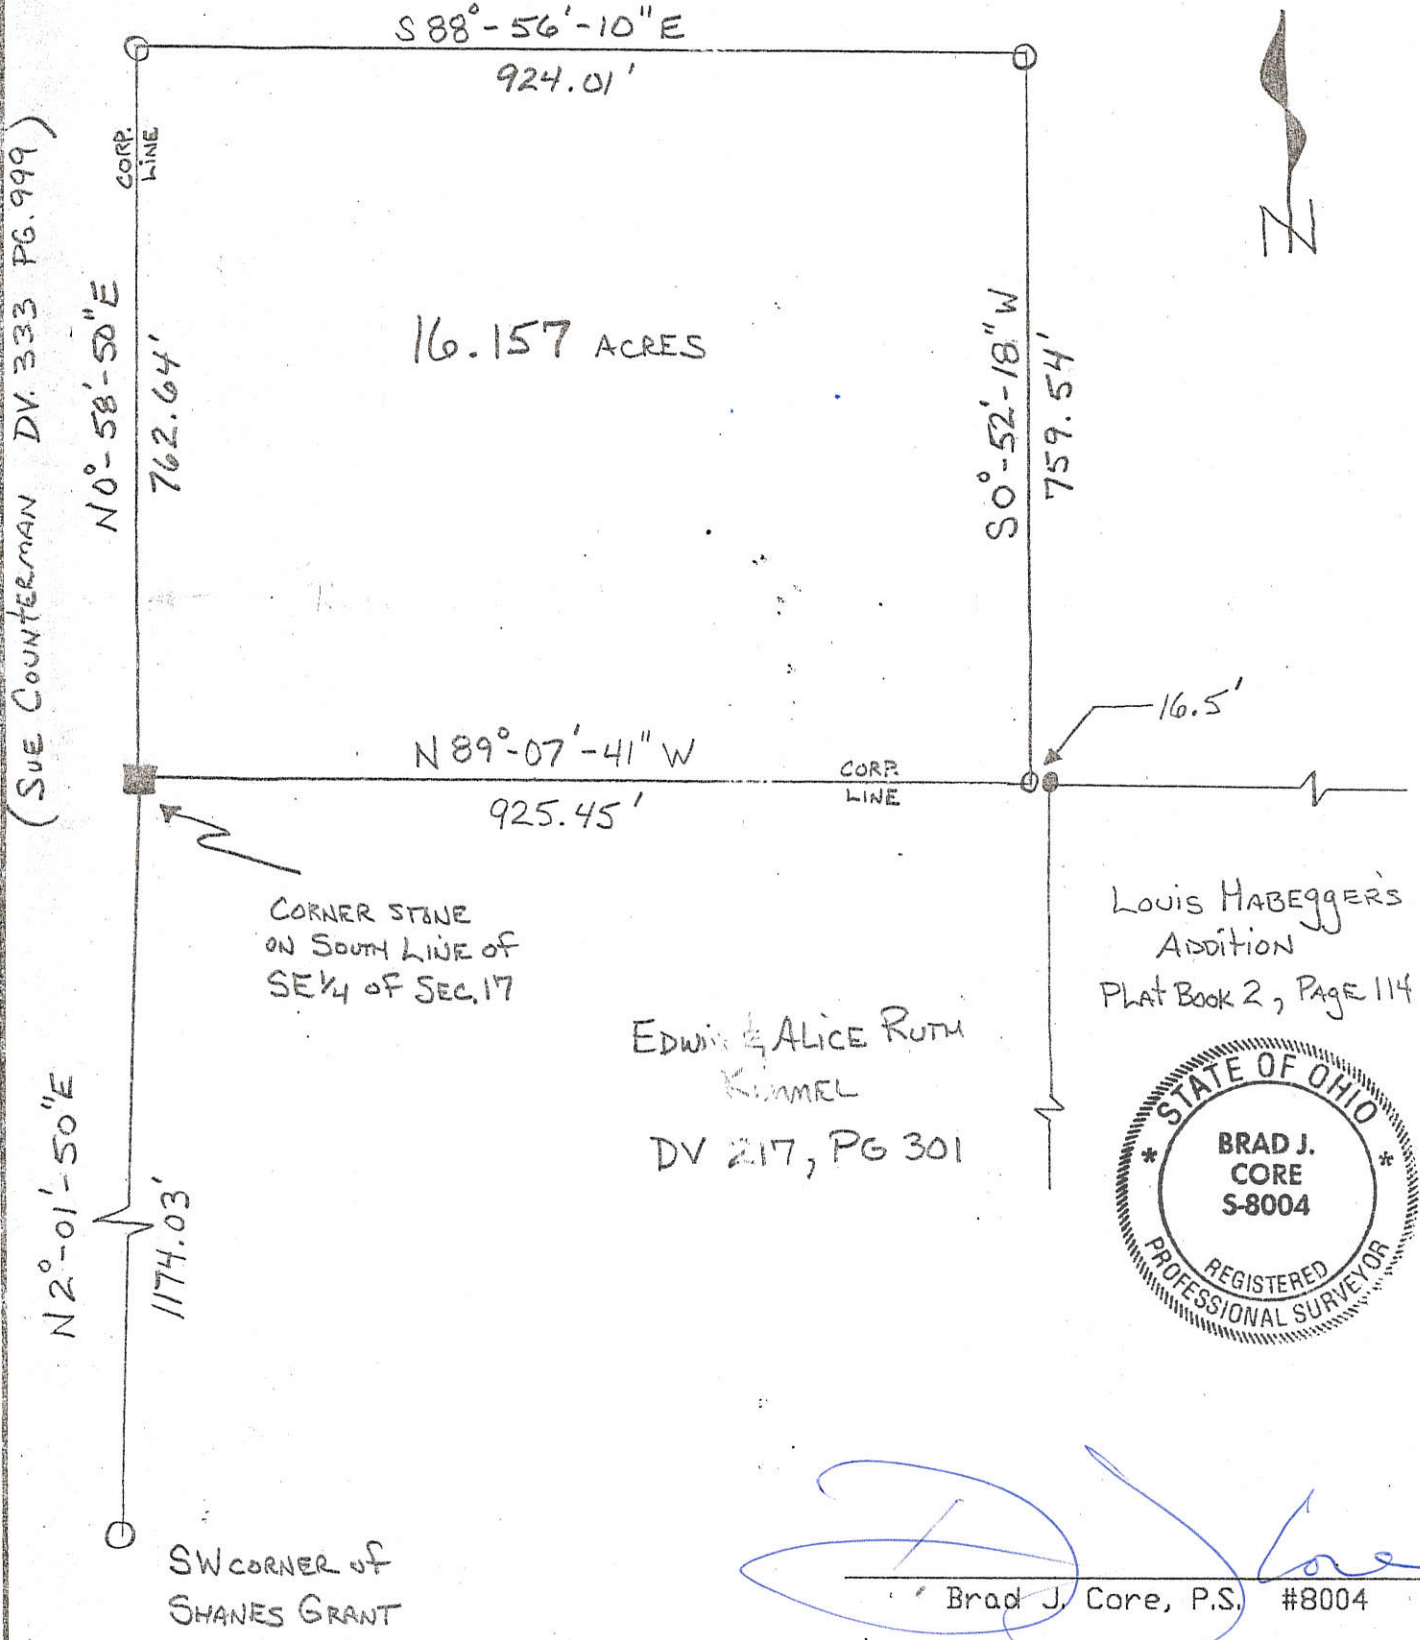 S 88°-56'-10" E
924.01'
CORP.
LINE
(SUE COUNTERMAN DV. 333 PG. 999)
N 0°-58'-50" E
762.64'
16.157 ACRES
S 0°-52'-18" W
759.54'
N
16.5'
N 89°-07'-41" W
925.45'
CORP.
LINE
CORNER STONE
ON SOUTH LINE OF
SE 1/4 OF SEC. 17
LOUIS HABEGGER'S
ADDITION
PLAT BOOK 2, PAGE 114
EDWIN & ALICE RUTH
KIMMEL
DV 217, PG 301
N 2°-01'-50" E
1174.03'
STATE OF OHIO
* BRAD J. *
CORE
S-8004
REGISTERED
PROFESSIONAL SURVEYOR
SW CORNER OF
SHANES GRANT
Brad J. Core, P.S. #8004